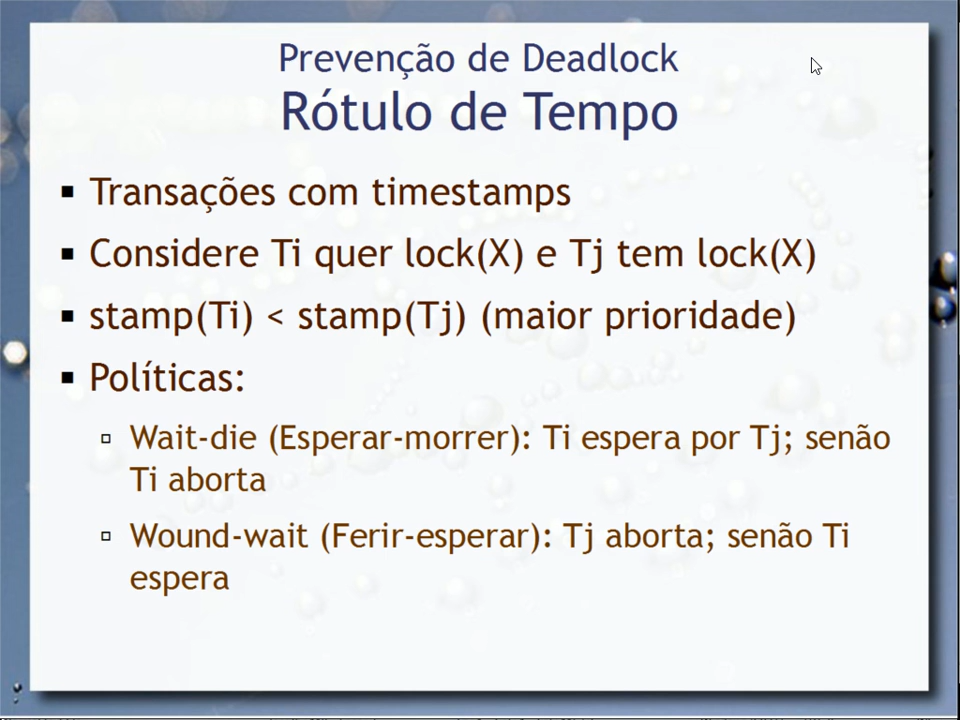 Prevenção de Deadlock
Rótulo de Tempo
Transações com timestamps
Considere Ti quer lock(X) e Tj tem lock(X)
stamp(Ti) < stamp(Tj) (maior prioridade)
Políticas:
Wait-die (Esperar-morrer): Ti espera por Tj; senão
Ti aborta
Wound-wait (Ferir-esperar): Tj aborta; senão Ti
espera